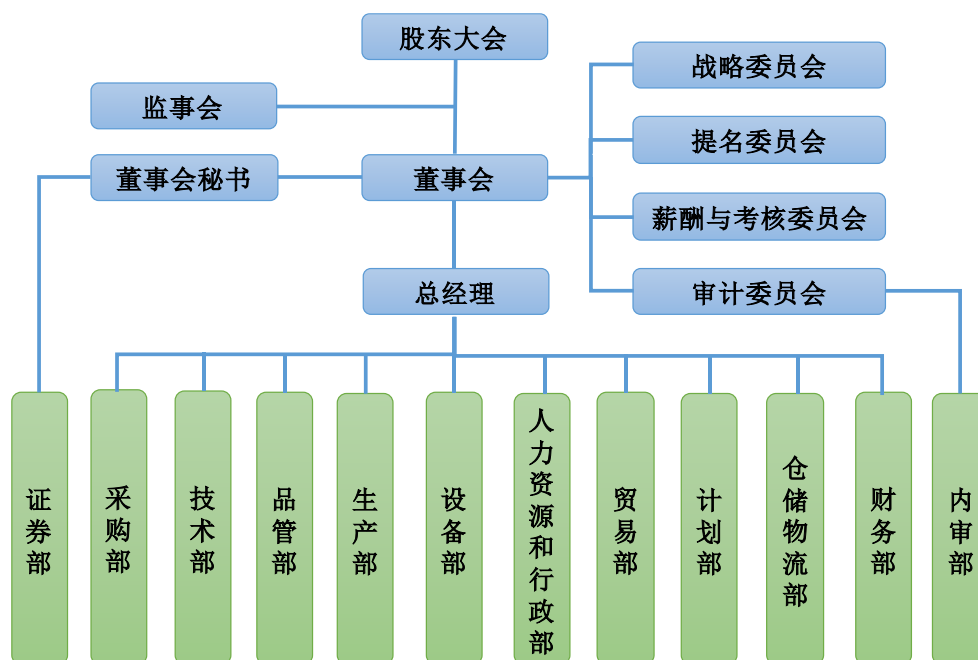 股东大会
战略委员会
监事会
提名委员会
董事会秘书
董事会
薪酬与考核委员会
总经理
审计委员会
证券部
采购部
技术部
品管部
生产部
设备部
人力资源和行政部
贸易部
计划部
仓储物流部
财务部
内审部